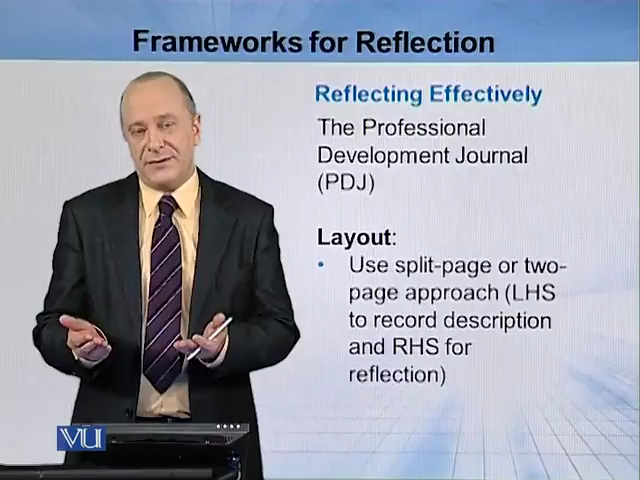 Frameworks for Reflection
Reflecting Effectively
The Professional
Development Journal
(PDJ)
Layout:
• Use split-page or two-
page approach (LHS
to record description
and RHS for
reflection)
VU